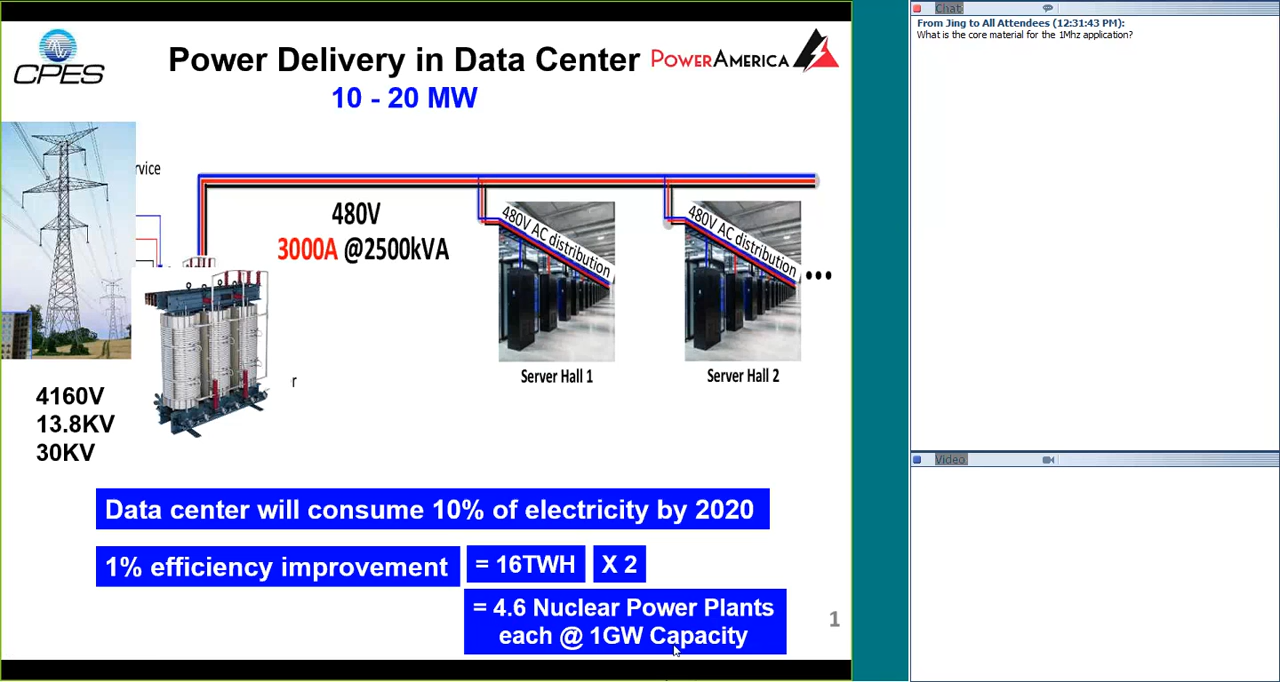 CPES
Power Delivery in Data Center
POWERAMERICA
10 - 20 MW
rvice
480V
3000A @2500kVA
480V AC distribution
480V AC distribution
...
Server Hall 1
Server Hall 2
r
4160V
13.8KV
30KV
Data center will consume 10% of electricity by 2020
1% efficiency improvement = 16TWH X 2
= 4.6 Nuclear Power Plants
each @ 1GW Capacity
1
Chat
From Jing to All Attendees (12:31:43 PM):
What is the core material for the 1Mhz application?
Video